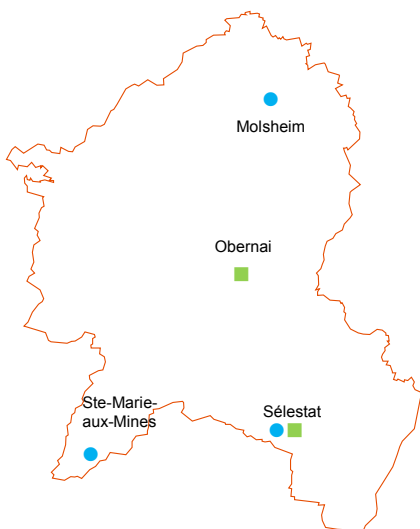 Molsheim
Obernai
Ste-Marie-
aux-Mines
Sélestat